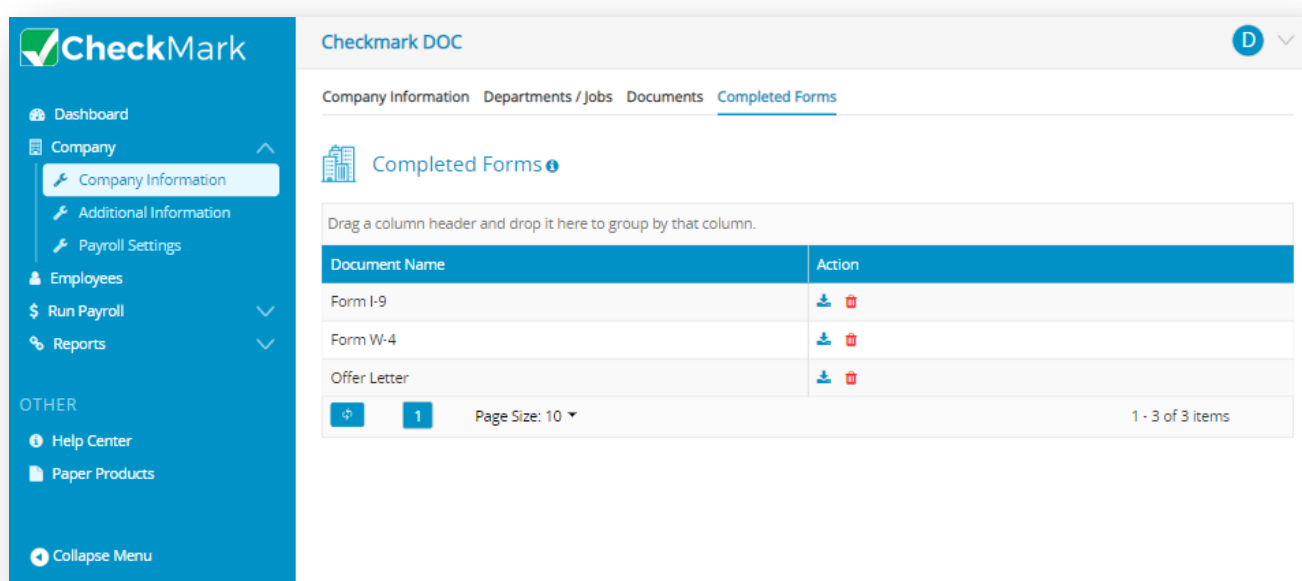 CheckMark
Dashboard
Company
Company Information
Additional Information
Payroll Settings
Employees
$ Run Payroll
Reports
OTHER
Help Center
Paper Products
Collapse Menu
Checkmark DOC
D
Company Information Departments / Jobs Documents Completed Forms
Completed Forms
Drag a column header and drop it here to group by that column.
Document Name Action
Form I-9
Form W-4
Offer Letter
1 Page Size: 10 1 - 3 of 3 items